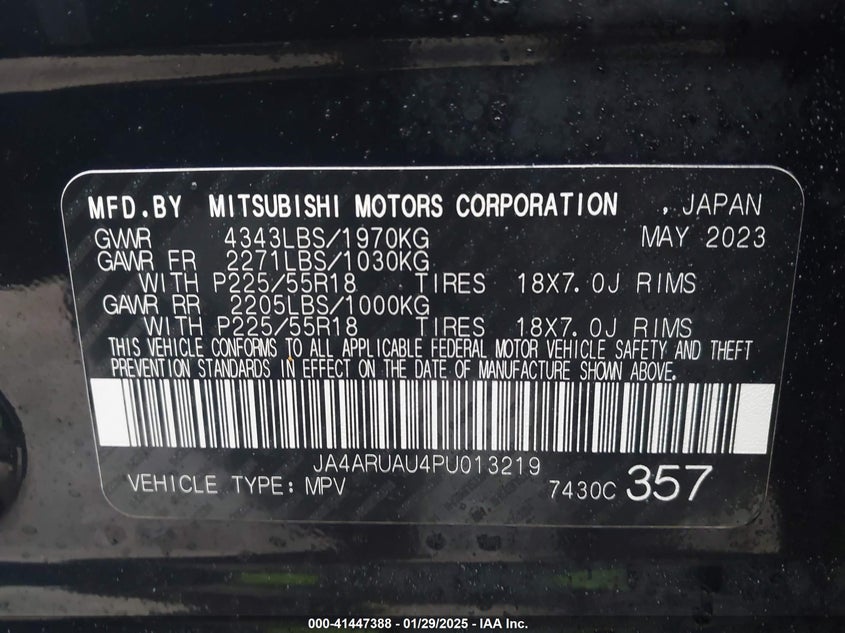 MFD.BY MITSUBISHI MOTORS CORPORATION , JAPAN
GVWR 4343LBS/1970KG MAY 2023
GAWR FR 2271LBS/1030KG
WITH P225/55R18 TIRES 18X7.0J RIMS
GAWR RR 2205LBS/1000KG
WITH P225/55R18 TIRES 18X7.0J RIMS
THIS VEHICLE CONFORMS TO ALL APPLICABLE FEDERAL MOTOR VEHICLE SAFETY AND THEFT
PREVENTION STANDARDS IN EFFECT ON THE DATE OF MANUFACTURE SHOWN ABOVE.
JA4ARUAU4PU013219
VEHICLE TYPE: MPV 7430C 357
000-41447388 - 01/29/2025 - IAA Inc.